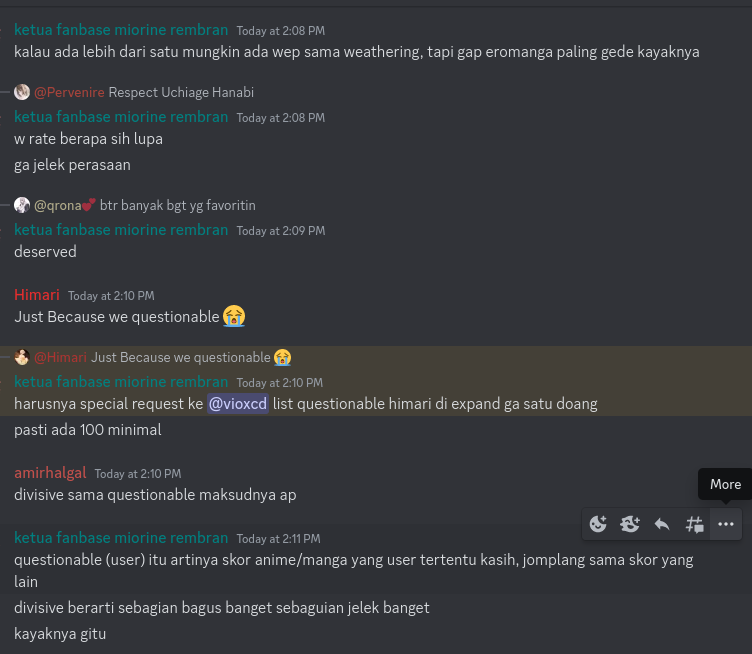 ketua fanbase miorine rembran Today at 2:08 PM
kalau ada lebih dari satu mungkin ada wep sama weathering, tapi gap eromanga paling gede kayaknya
@Pervenire Respect Uchiage Hanabi
ketua fanbase miorine rembran Today at 2:08 PM
w rate berapa sih lupa
ga jelek perasaan
@qrona💕 btr banyak bgt yg favoritin
ketua fanbase miorine rembran Today at 2:09 PM
deserved
Himari Today at 2:10 PM
Just Because we questionable 😭
@Himari Just Because we questionable 😭
ketua fanbase miorine rembran Today at 2:10 PM
harusnya special request ke @vioxcd list questionable himari di expand ga satu doang
pasti ada 100 minimal
amirhalgal Today at 2:10 PM
divisive sama questionable maksudnya ap
More
ketua fanbase miorine rembran Today at 2:11 PM
questionable (user) itu artinya skor anime/manga yang user tertentu kasih, jomplang sama skor yang
lain
divisive berarti sebagian bagus banget sebaguian jelek banget
kayaknya gitu